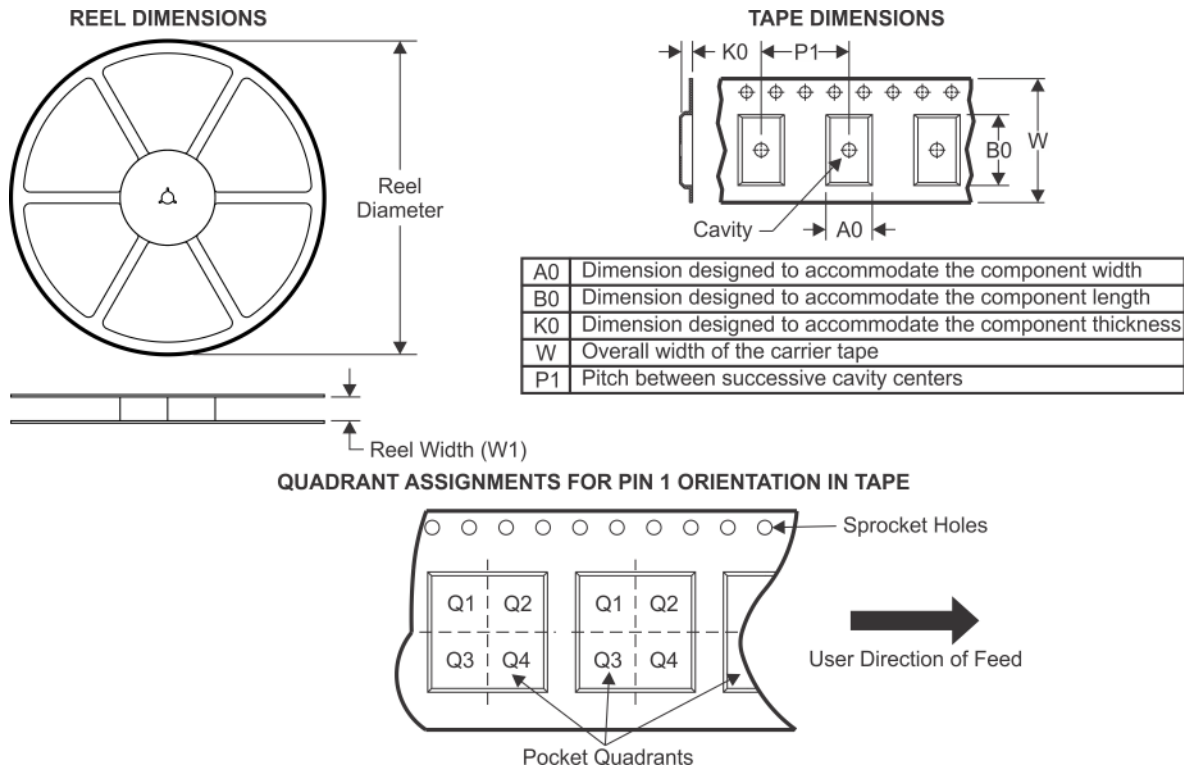 REEL DIMENSIONS
Reel
Diameter
Reel Width (W1)
TAPE DIMENSIONS
K0
P1
B0
W
Cavity
A0
A0 Dimension designed to accommodate the component width
B0 Dimension designed to accommodate the component length
K0 Dimension designed to accommodate the component thickness
W Overall width of the carrier tape
P1 Pitch between successive cavity centers
QUADRANT ASSIGNMENTS FOR PIN 1 ORIENTATION IN TAPE
Sprocket Holes
Q1 Q2 Q1 Q2
Q3 Q4 Q3 Q4
User Direction of Feed
Pocket Quadrants